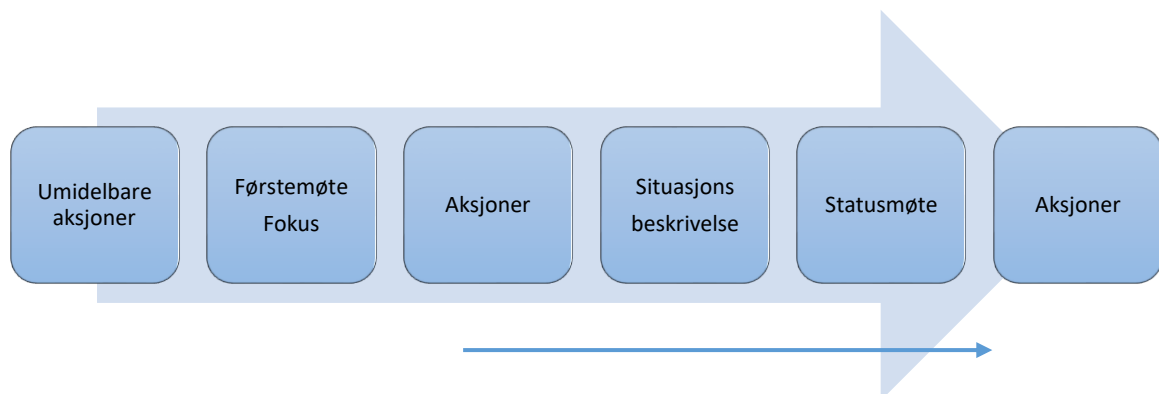 Umidelbare
aksjoner
Førstemøte
Fokus
Aksjoner
Situasjons
beskrivelse
Statusmøte
Aksjoner